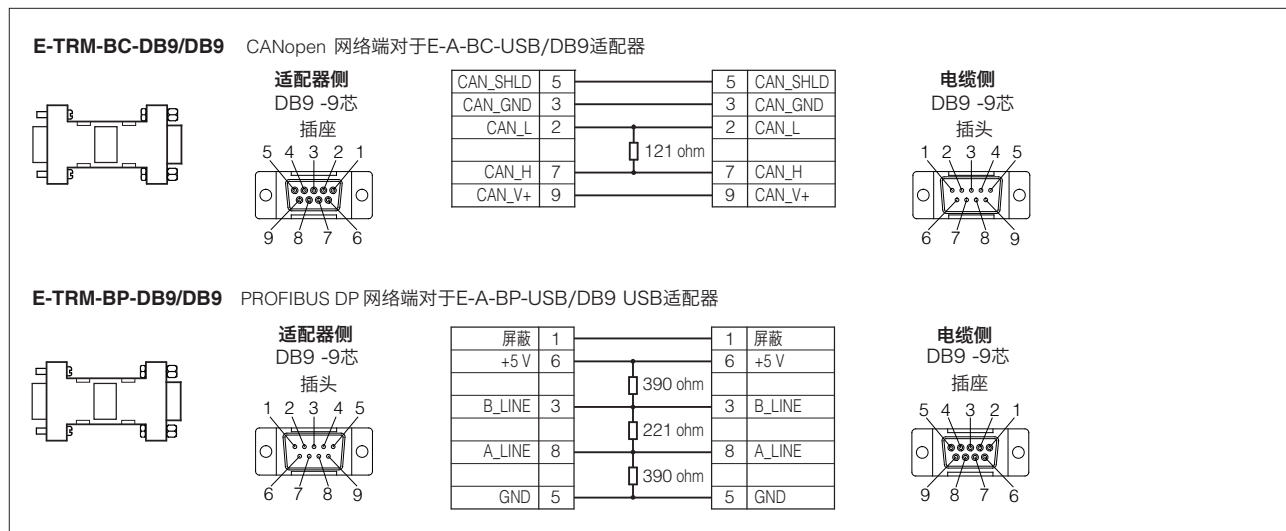 E-TRM-BC-DB9/DB9 CANopen 网络端对于E-A-BC-USB/DB9适配器
适配器侧
DB9 -9芯
插座
5 4 3 2 1
9 8 7 6
CAN_SHLD 5 5 CAN_SHLD
CAN_GND 3 3 CAN_GND
CAN_L 2 2 CAN_L
121 ohm
CAN_H 7 7 CAN_H
CAN_V+ 9 9 CAN_V+
电缆侧
DB9 -9芯
插头
1 2 3 4 5
6 7 8 9
E-TRM-BP-DB9/DB9 PROFIBUS DP 网络端对于E-A-BP-USB/DB9 USB适配器
适配器侧
DB9 -9芯
插头
1 2 3 4 5
6 7 8 9
屏蔽 1 1 屏蔽
+5 V 6 6 +5 V
390 ohm
B_LINE 3 3 B_LINE
221 ohm
A_LINE 8 8 A_LINE
390 ohm
GND 5 5 GND
电缆侧
DB9 -9芯
插座
5 4 3 2 1
9 8 7 6